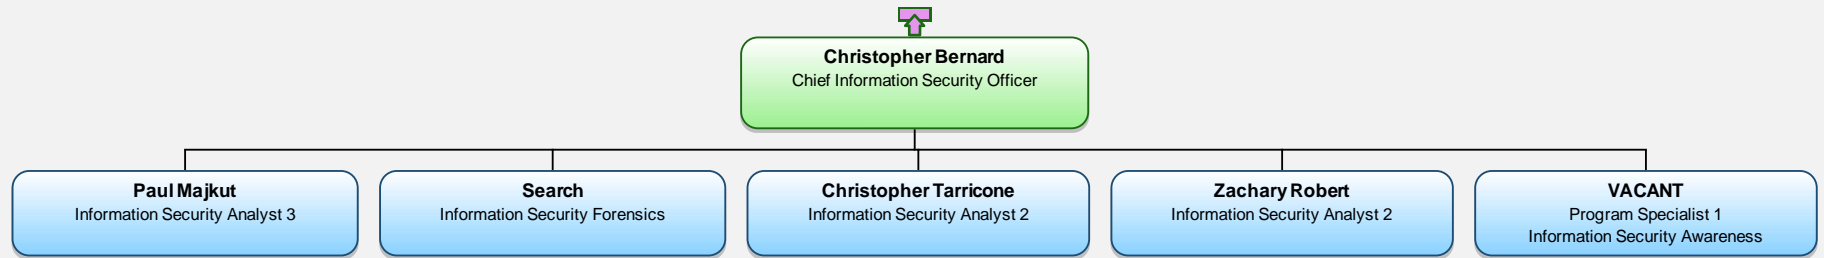 Christopher Bernard
Chief Information Security Officer
Paul Majkut
Information Security Analyst 3
Search
Information Security Forensics
Christopher Tarricone
Information Security Analyst 2
Zachary Robert
Information Security Analyst 2
VACANT
Program Specialist 1
Information Security Awareness